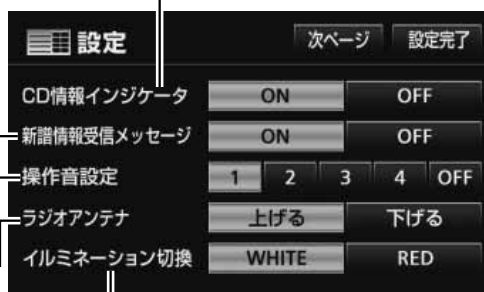 設定 次ページ 設定完了
CD情報インジケータ ON OFF
新譜情報受信メッセージ ON OFF
操作音設定 1 2 3 4 OFF
ラジオアンテナ 上げる 下げる
イルミネーション切換 WHITE RED